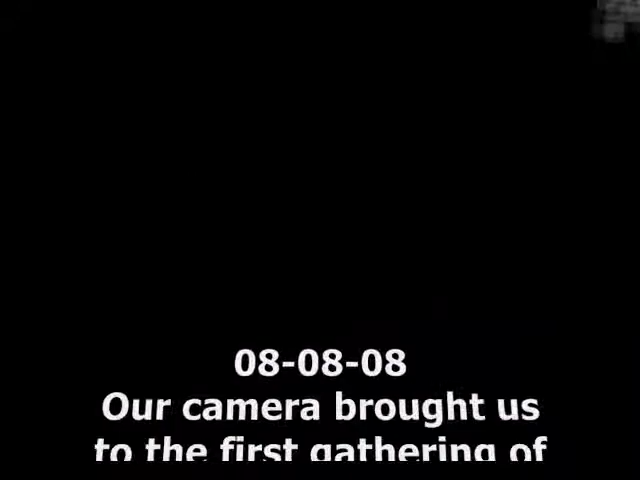 08-08-08
Our camera brought us
to the first gathering of